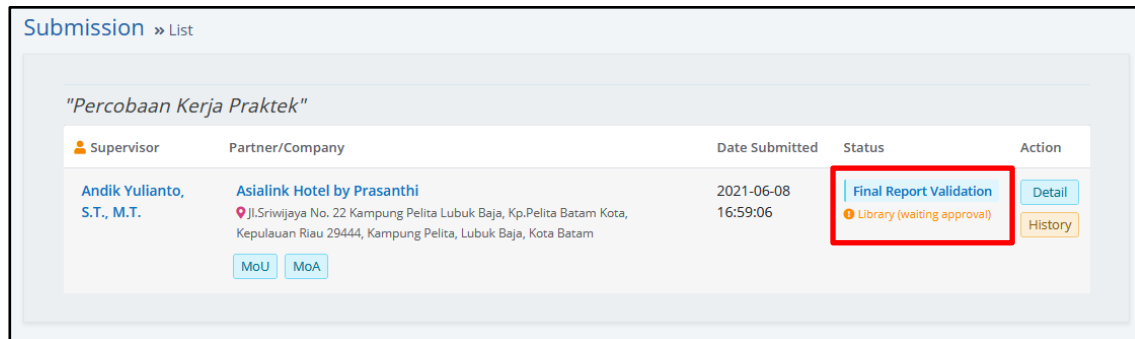 Submission » List
"Percobaan Kerja Praktek"
Supervisor Partner/Company Date Submitted Status Action
Andik Yulianto, S.T., M.T.
Asialink Hotel by Prasanthi
Jl.Sriwijaya No. 22 Kampung Pelita Lubuk Baja, Kp.Pelita Batam Kota,
Kepulauan Riau 29444, Kampung Pelita, Lubuk Baja, Kota Batam
MoU MoA
2021-06-08
16:59:06
Final Report Validation
Library (waiting approval)
Detail
History